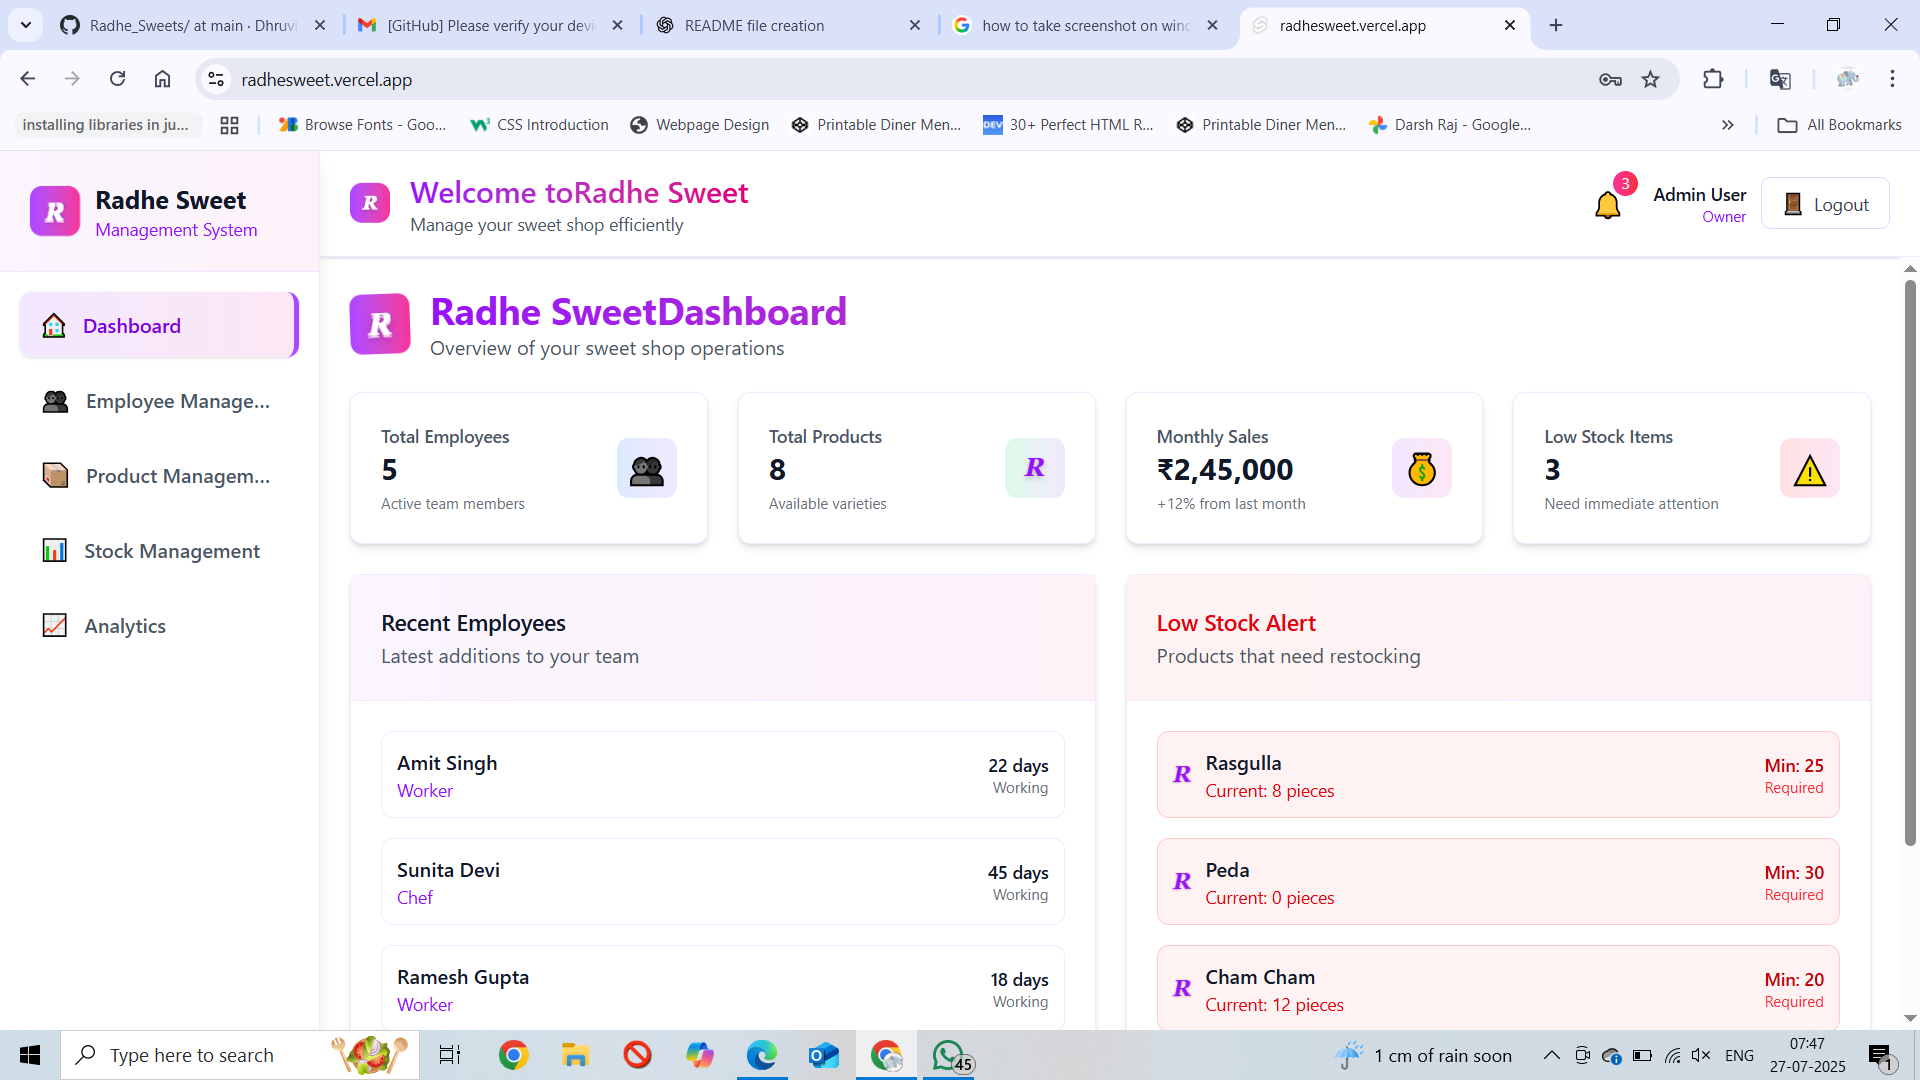 Radhe_Sweets/ at main · Dhruvi
[GitHub] Please verify your devi
README file creation
how to take screenshot on wind
radhesweet.vercel.app
radhesweet.vercel.app
installing libraries in ju...
Browse Fonts - Goo...
CSS Introduction
Webpage Design
Printable Diner Men...
DEV
30+ Perfect HTML R...
Printable Diner Men...
Darsh Raj - Google...
All Bookmarks
R
Radhe Sweet
Management System
R
Welcome toRadhe Sweet
Manage your sweet shop efficiently
3
Admin User
Owner
Logout
Dashboard
Employee Manage...
Product Managem...
Stock Management
Analytics
R
Radhe SweetDashboard
Overview of your sweet shop operations
Total Employees
5
Active team members
Total Products
8
Available varieties
R
Monthly Sales
₹2,45,000
+12% from last month
Low Stock Items
3
Need immediate attention
Recent Employees
Latest additions to your team
Amit Singh
Worker
22 days
Working
Sunita Devi
Chef
45 days
Working
Ramesh Gupta
Worker
18 days
Working
Low Stock Alert
Products that need restocking
R
Rasgulla
Current: 8 pieces
Min: 25
Required
R
Peda
Current: 0 pieces
Min: 30
Required
R
Cham Cham
Current: 12 pieces
Min: 20
Required
Type here to search
45
1 cm of rain soon
ENG
07:47
27-07-2025
1